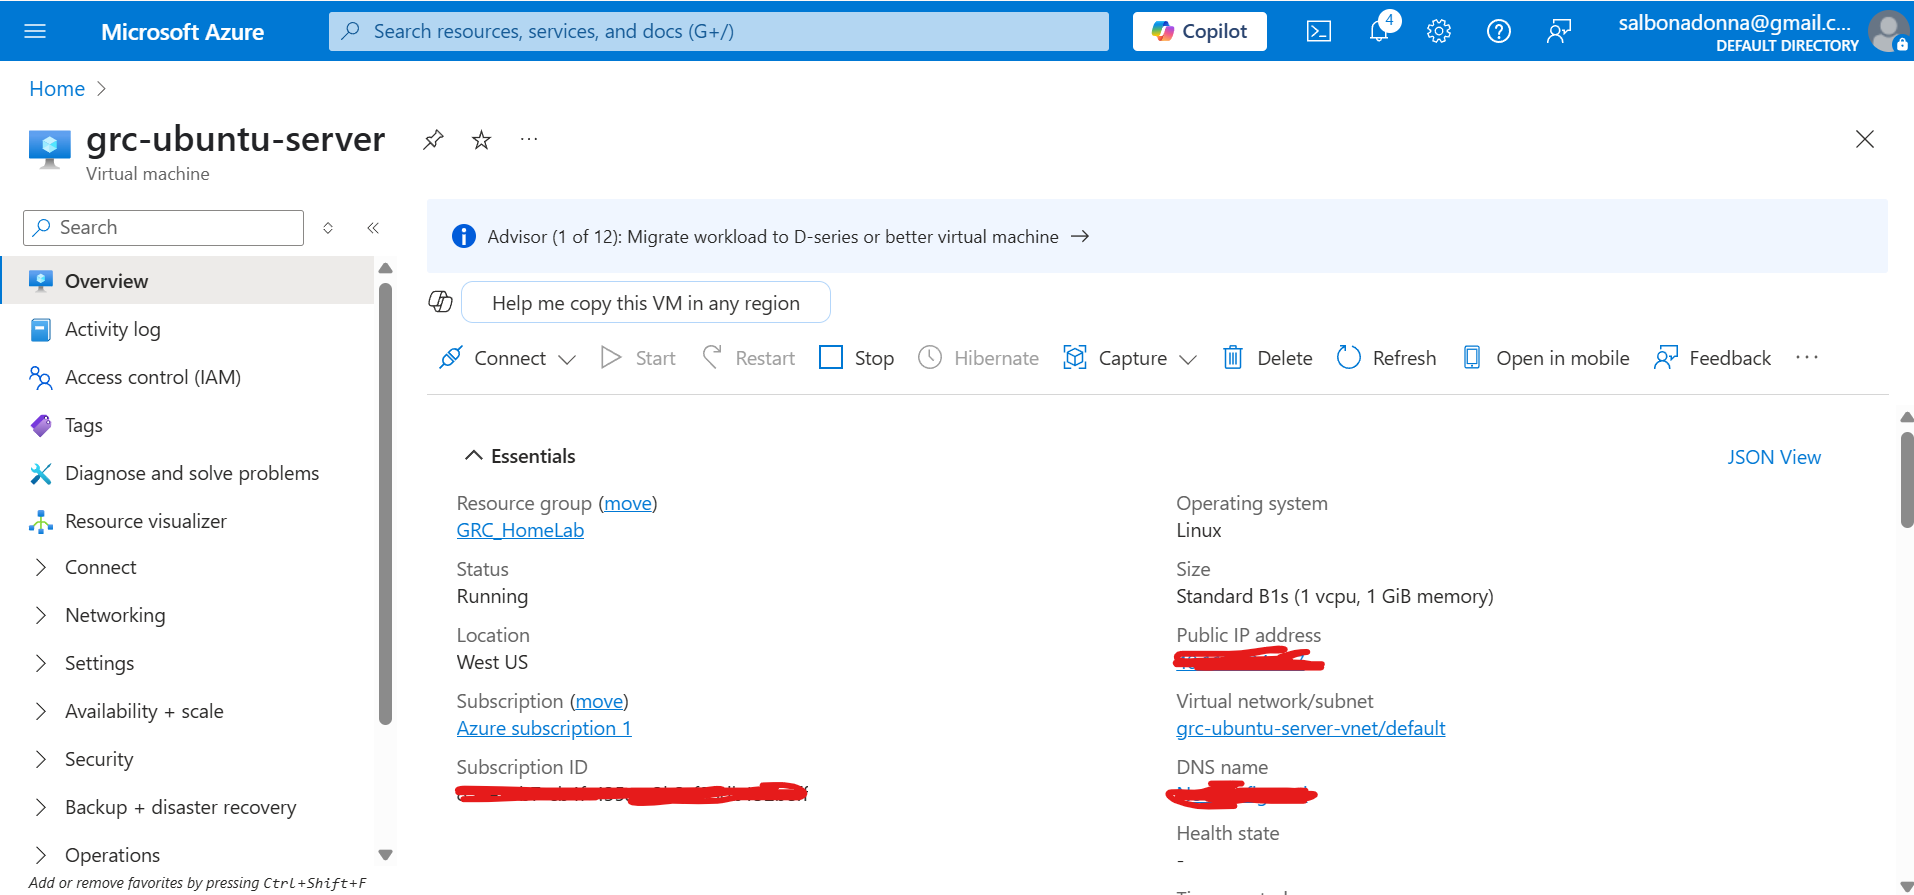 Microsoft Azure
Search resources, services, and docs (G+/)
Copilot
4
salbonadonna@gmail.c...
DEFAULT DIRECTORY
Home
grc-ubuntu-server
Virtual machine
Search
Overview
Activity log
Access control (IAM)
Tags
Diagnose and solve problems
Resource visualizer
Connect
Networking
Settings
Availability + scale
Security
Backup + disaster recovery
Operations
Add or remove favorites by pressing Ctrl+Shift+F
Advisor (1 of 12): Migrate workload to D-series or better virtual machine
Help me copy this VM in any region
Connect Start Restart Stop Hibernate Capture Delete Refresh Open in mobile Feedback
Essentials
JSON View
Resource group (move)
GRC_HomeLab
Status
Running
Location
West US
Subscription (move)
Azure subscription 1
Subscription ID
Operating system
Linux
Size
Standard B1s (1 vcpu, 1 GiB memory)
Public IP address
Virtual network/subnet
grc-ubuntu-server-vnet/default
DNS name
Health state
-